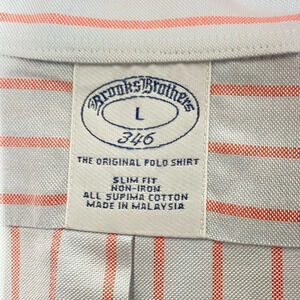 Brooks Brothers
L
346
THE ORIGINAL POLO SHIRT
SLIM FIT
NON-IRON
ALL SUPIMA COTTON
MADE IN MALAYSIA